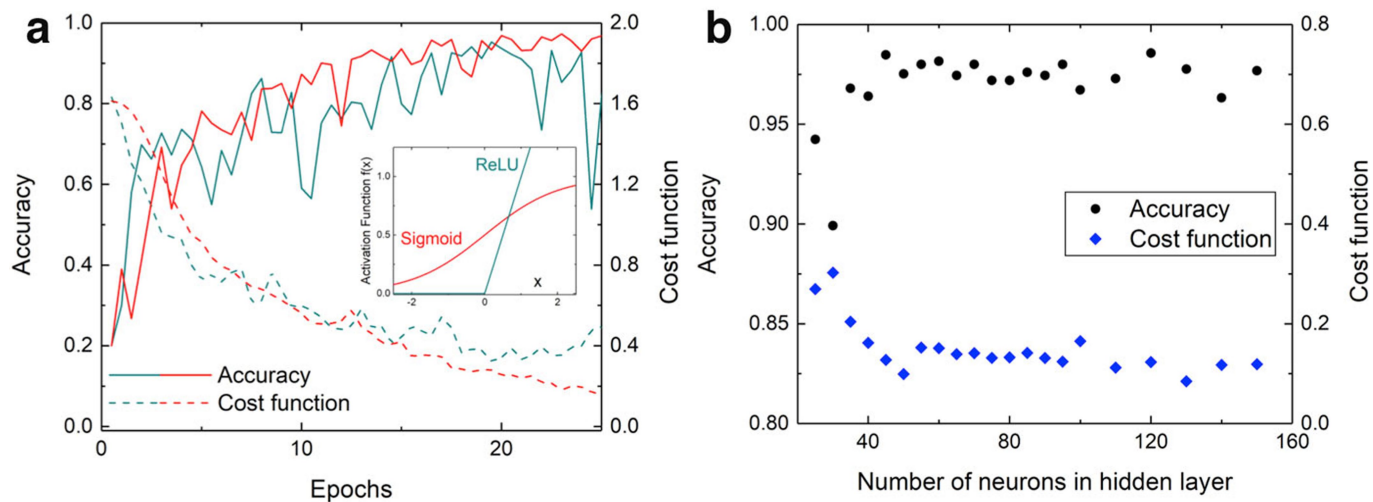 a
1.0
0.8
0.6
0.4
0.2
0.0
Accuracy
2.0
1.6
1.2
0.8
0.4
0.0
Cost function
0
10
20
Epochs
Accuracy
Cost function
1.0
0.5
0.0
Activation Function f(x)
ReLU
Sigmoid
x
-2
0
2
b
1.00
0.95
0.90
0.85
0.80
Accuracy
0.8
0.6
0.4
0.2
0.0
Cost function
Accuracy
Cost function
40
80
120
160
Number of neurons in hidden layer